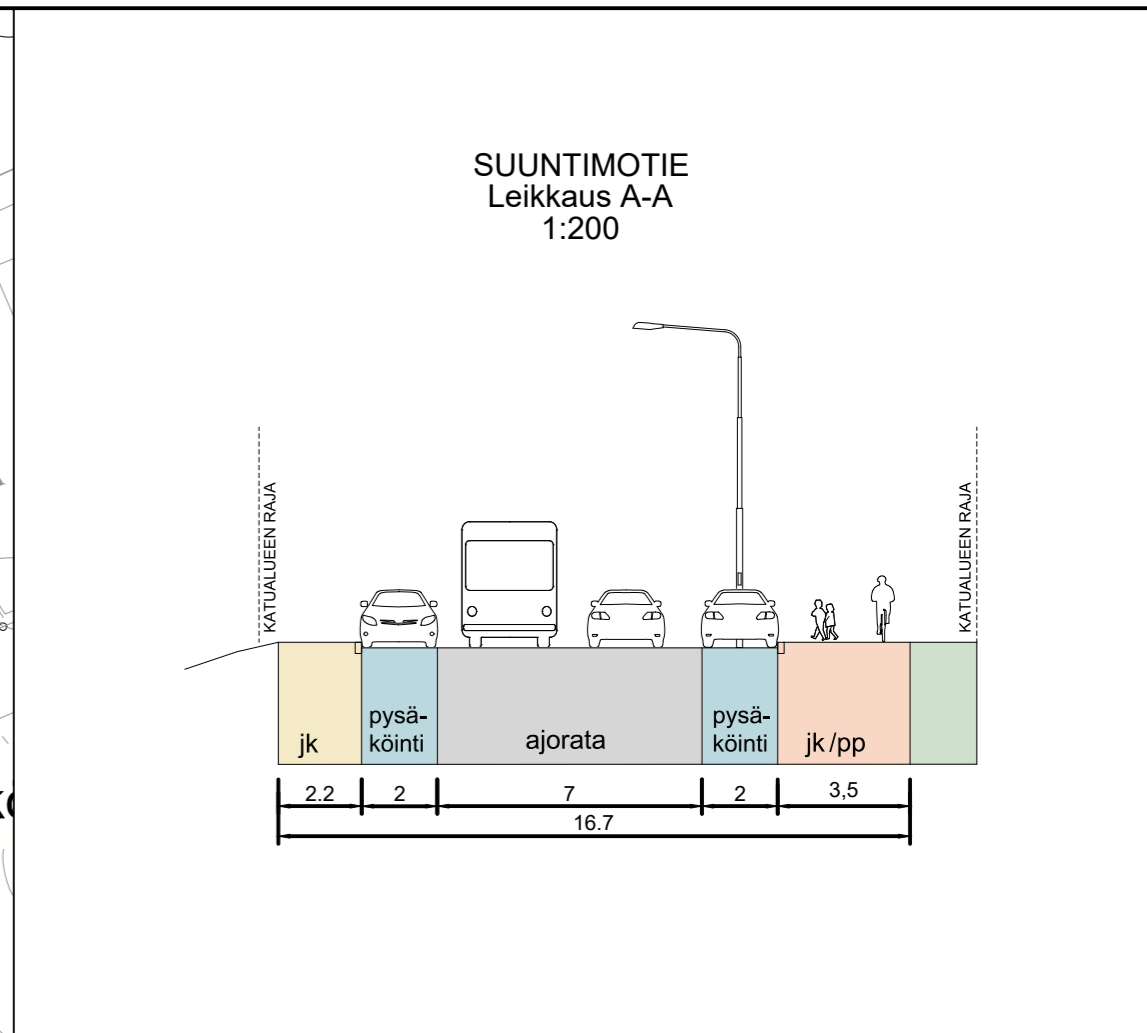 SUUNTIMOTIE
Leikkaus A-A
1:200
KATUALUEEN RAJA
KATUALUEEN RAJA
jk
pysä-
köinti
ajorata
pysä-
köinti
jk/pp
2.2
2
7
2
3,5
16.7